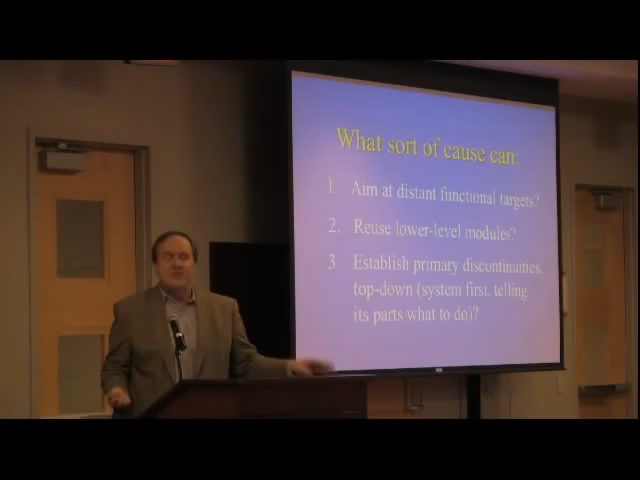 What sort of cause can:
1. Aim at distant functional targets?
2. Reuse lower-level modules?
3 Establish primary discontinuities,
top-down (system first, telling
its parts what to do)?